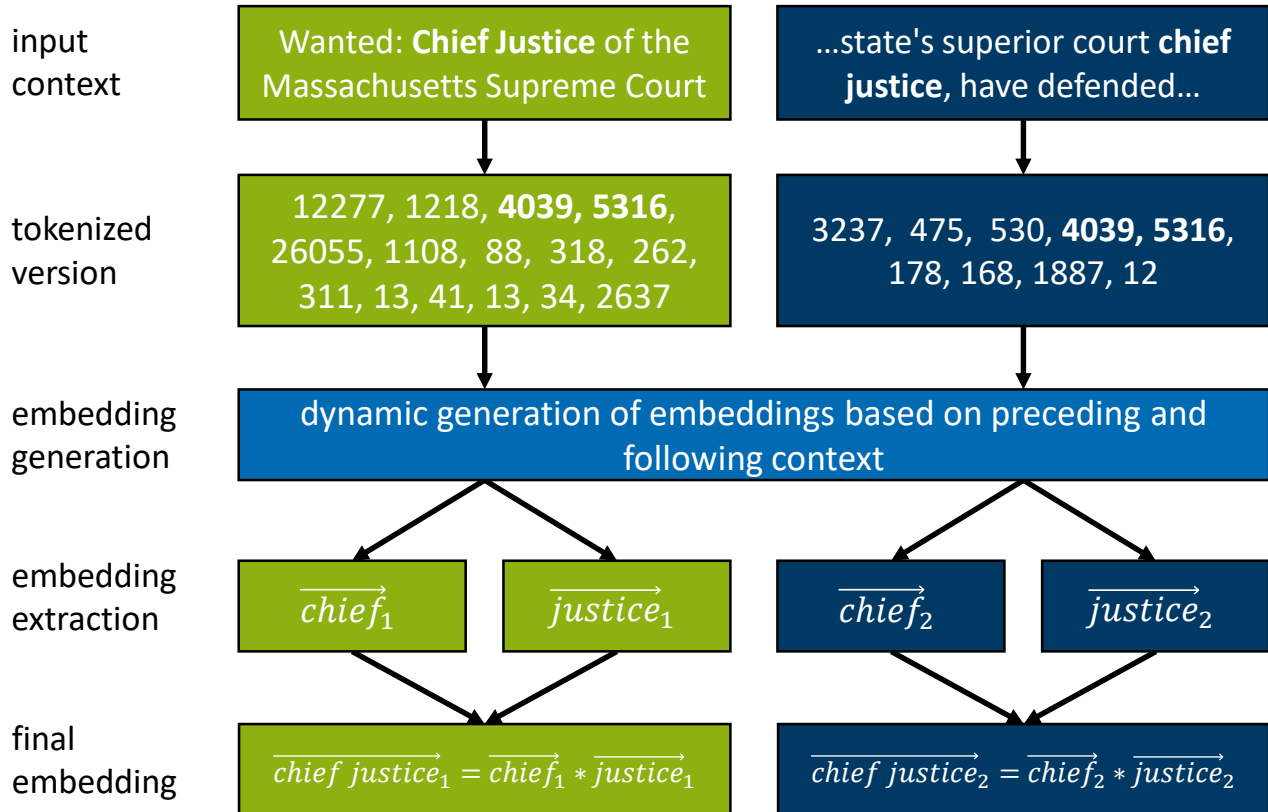 input
context
Wanted: Chief Justice of the
Massachusetts Supreme Court
…state's superior court chief
justice, have defended…
tokenized
version
12277, 1218, 4039, 5316,
26055, 1108, 88, 318, 262,
311, 13, 41, 13, 34, 2637
3237, 475, 530, 4039, 5316,
178, 168, 1887, 12
embedding
generation
dynamic generation of embeddings based on preceding and
following context
embedding
extraction
chief₁
justice₁
chief₂
justice₂
final
embedding
chief justice₁ = chief₁ * justice₁
chief justice₂ = chief₂ * justice₂